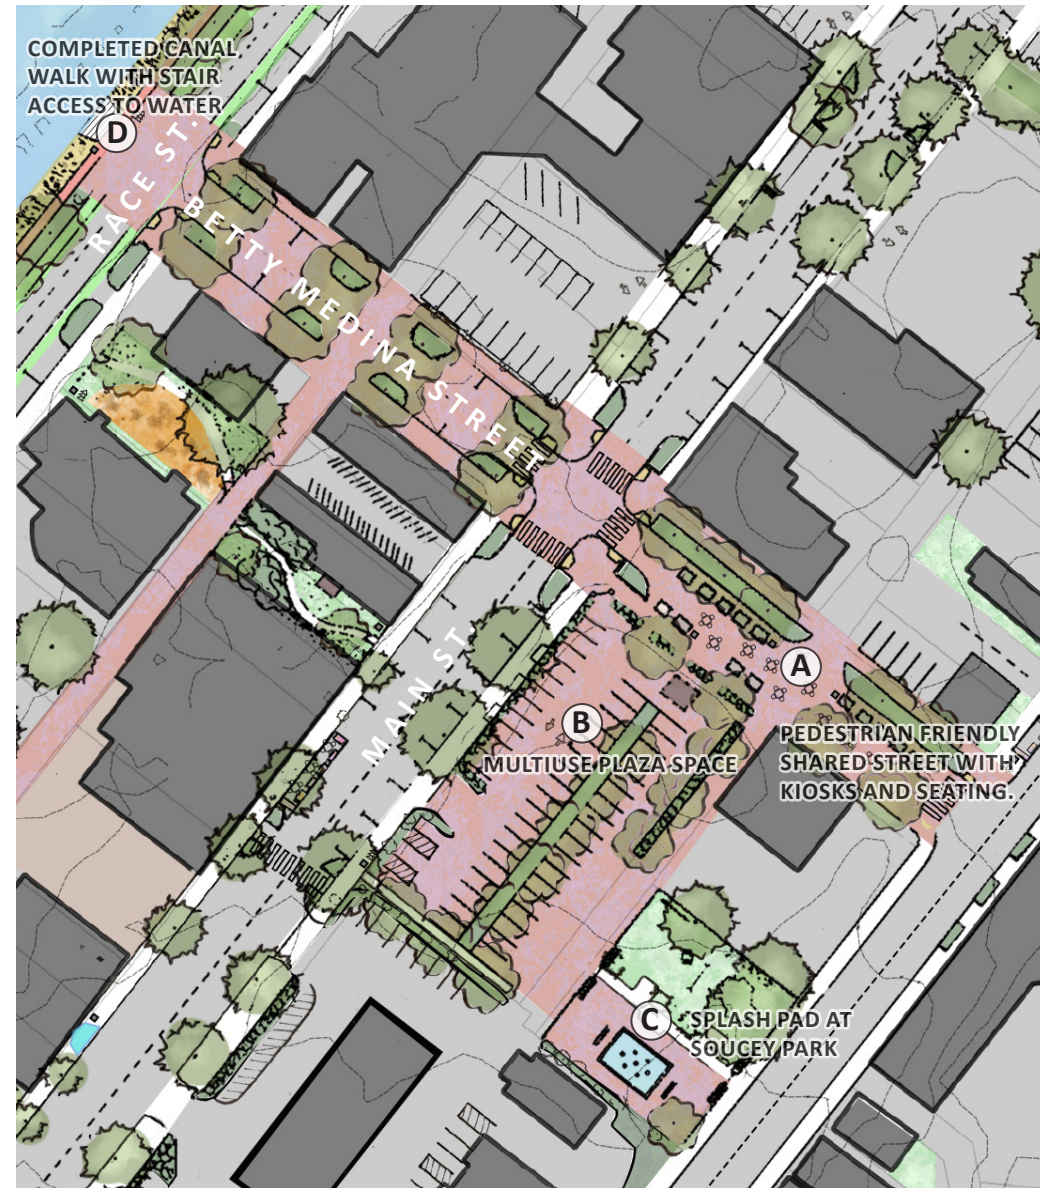 COMPLETED CANAL
WALK WITH STAIR
ACCESS TO WATER
D
RACE ST.
BETTY MEDINA STREET
MAIN ST.
A
PEDESTRIAN FRIENDLY
SHARED STREET WITH
KIOSKS AND SEATING.
B
MULTIUSE PLAZA SPACE
C
SPLASH PAD AT
SOUCEY PARK